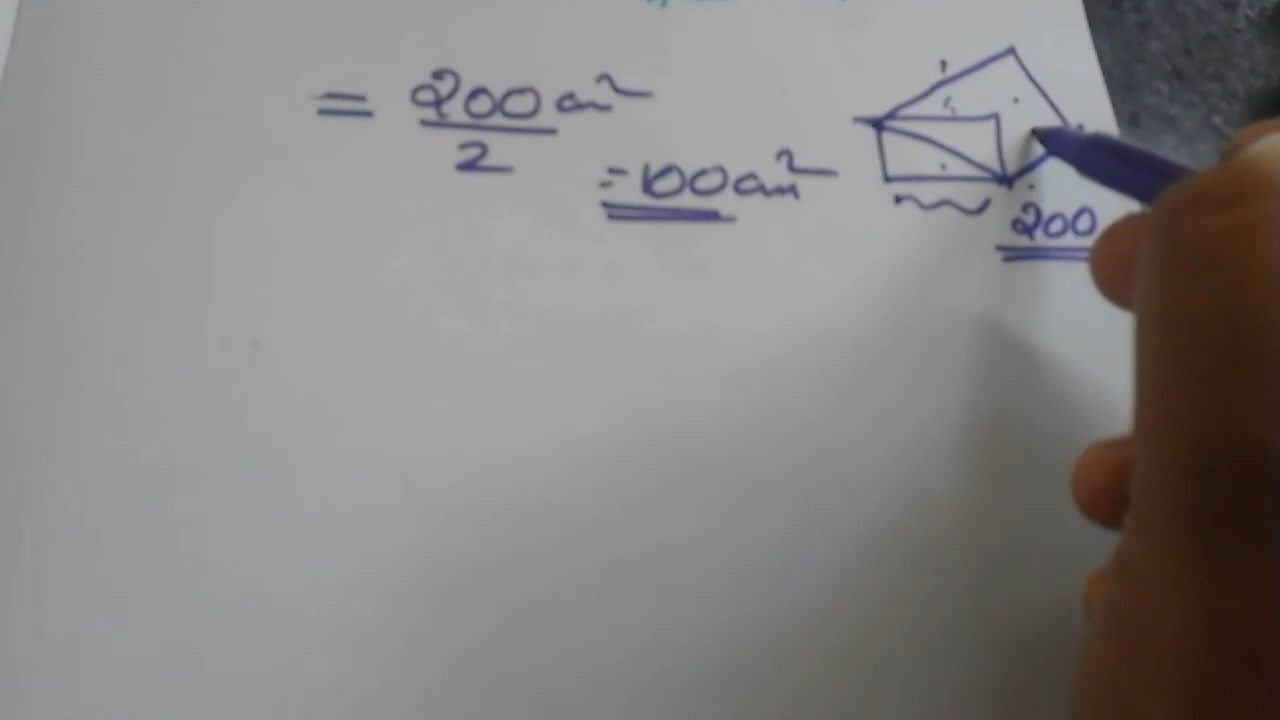 = 200 cm²
2
= 100 cm²
200